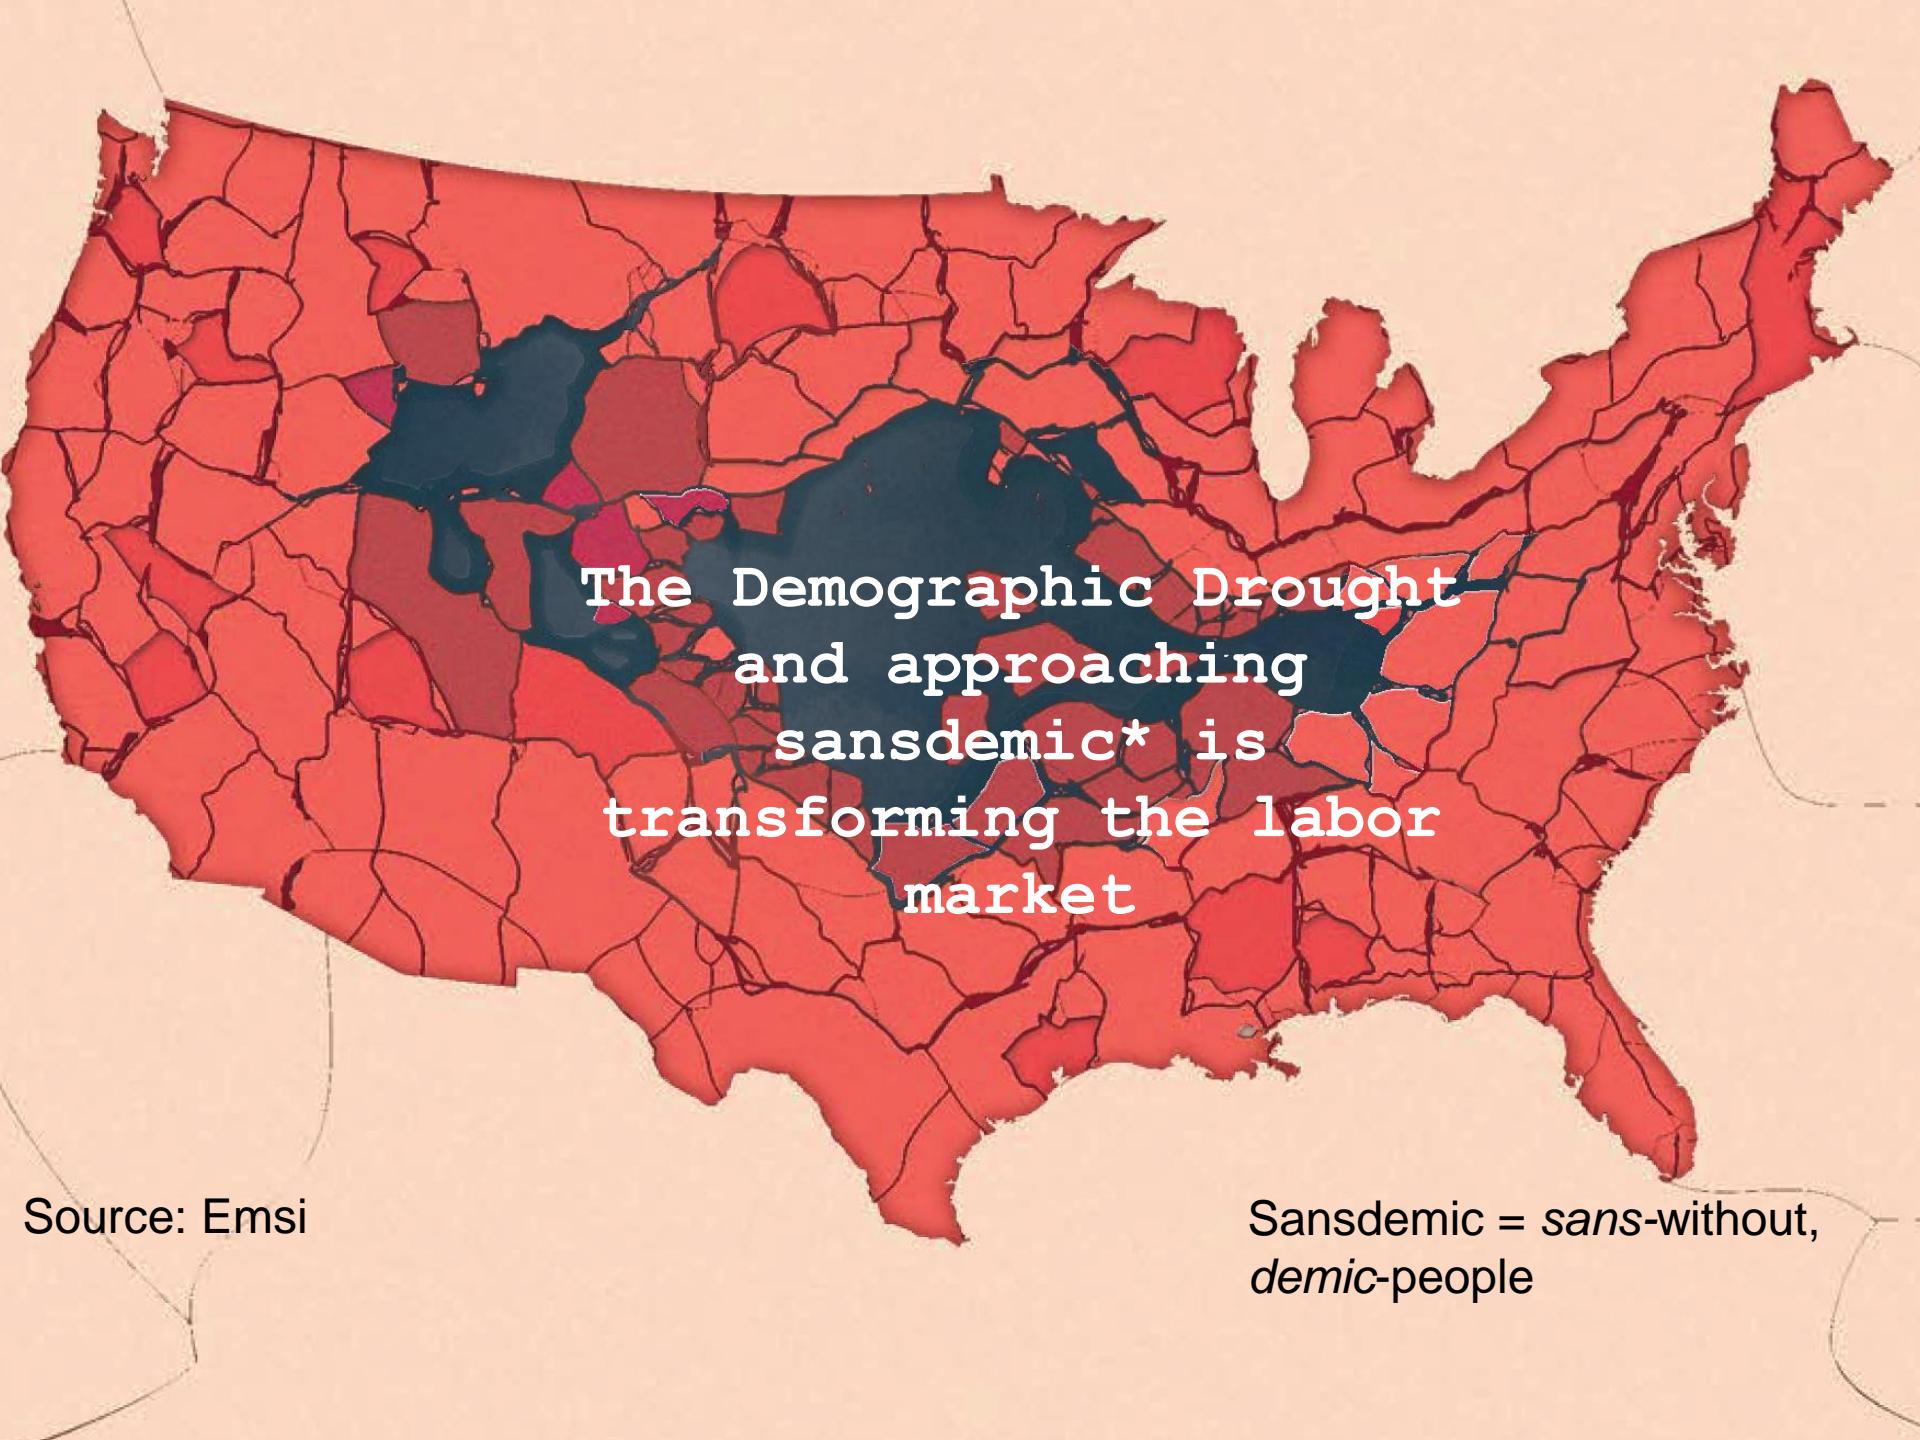 The Demographic Drought
and approaching
sansdemic* is
transforming the labor
market
Source: Emsi
Sansdemic = sans-without,
demic-people